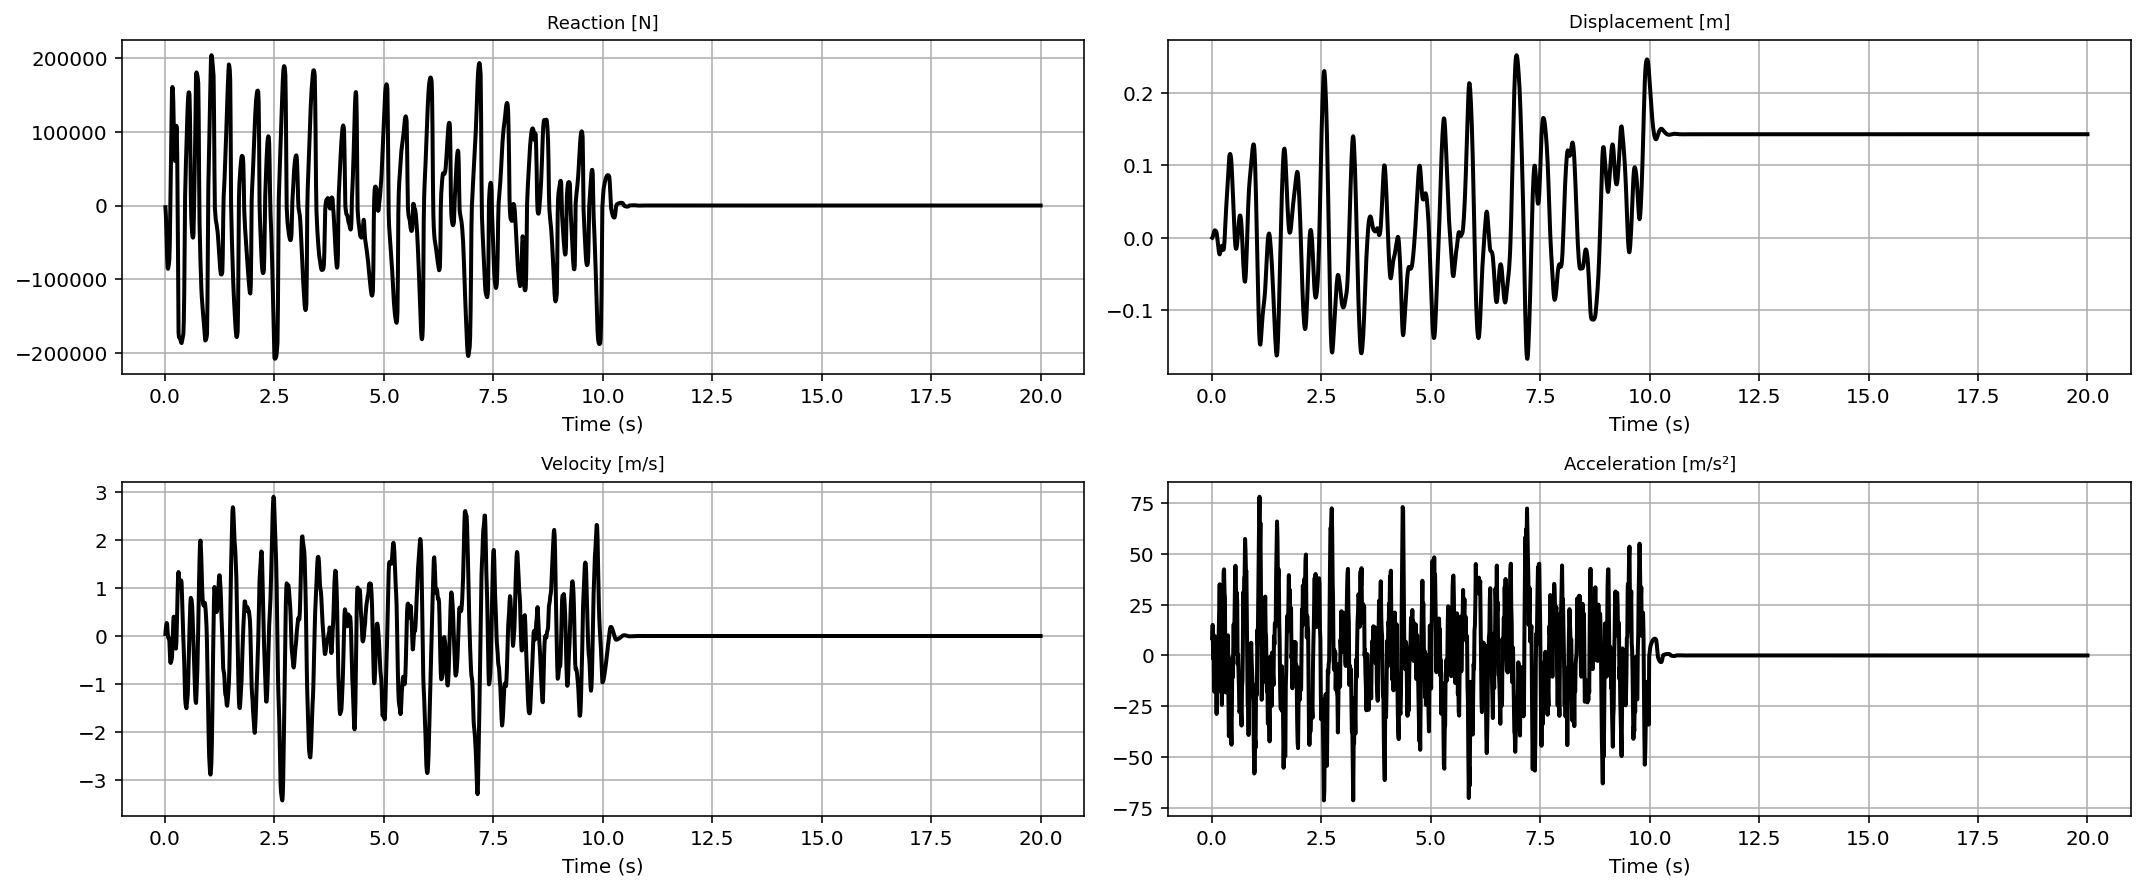 Reaction [N]
200000
100000
0
−100000
−200000
0.0 2.5 5.0 7.5 10.0 12.5 15.0 17.5 20.0
Time (s)
Displacement [m]
0.2
0.1
0.0
−0.1
0.0 2.5 5.0 7.5 10.0 12.5 15.0 17.5 20.0
Time (s)
Velocity [m/s]
3
2
1
0
−1
−2
−3
0.0 2.5 5.0 7.5 10.0 12.5 15.0 17.5 20.0
Time (s)
Acceleration [m/s²]
75
50
25
0
−25
−50
−75
0.0 2.5 5.0 7.5 10.0 12.5 15.0 17.5 20.0
Time (s)